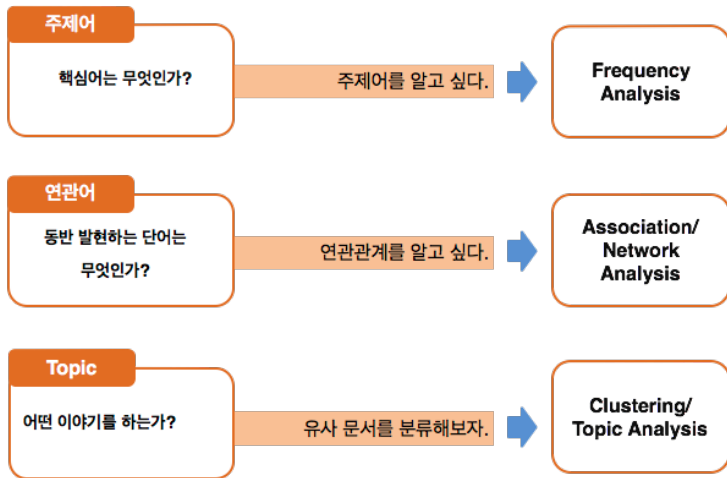 주제어
핵심어는 무엇인가?
주제어를 알고 싶다.
Frequency
Analysis
연관어
동반 발현하는 단어는
무엇인가?
연관관계를 알고 싶다.
Association/
Network
Analysis
Topic
어떤 이야기를 하는가?
유사 문서를 분류해보자.
Clustering/
Topic Analysis